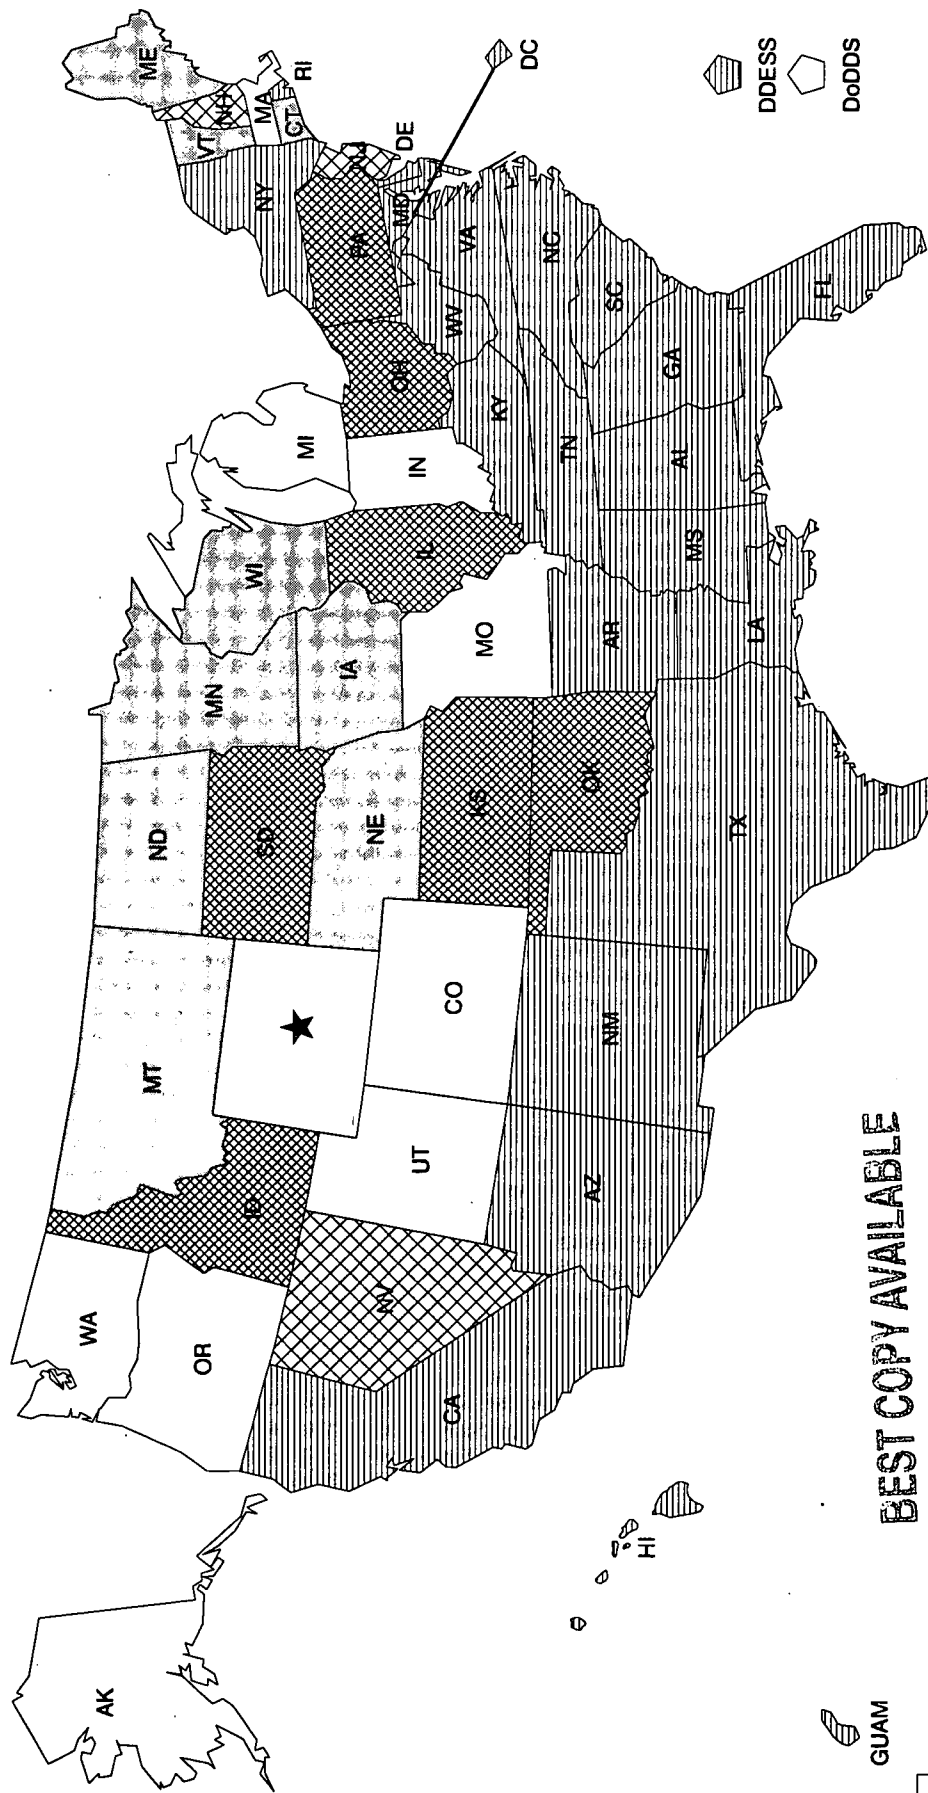 AK
WA
OR
CA
NV
ID
MT
UT
AZ
CO
NM
ND
SD
NE
KS
OK
TX
MN
IA
MO
AR
LA
WI
IL
MS
MI
IN
KY
TN
AL
OH
WV
GA
FL
SC
NC
VA
PA
NY
MD
DE
NJ
VT
NH
ME
MA
CT
RI
DC
HI
GUAM
DDESS
DoDDS
BEST COPY AVAILABLE